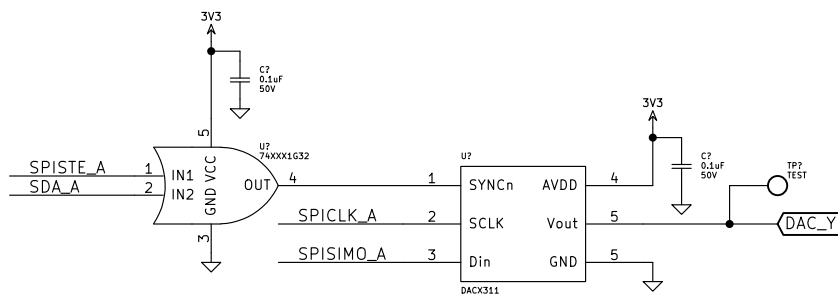 3V3
C?
0.1uF
50V
5
U?
74XXX1G32
SPISTE_A 1 IN1
SDA_A 2 IN2
VCC
GND
OUT 4
3
3V3
C?
0.1uF
50V
TP?
TEST
U?
1 SYNCn AVDD 4
SPICLK_A 2 SCLK Vout 5
DAC_Y
SPISIMO_A 3 Din GND 5
DACX311